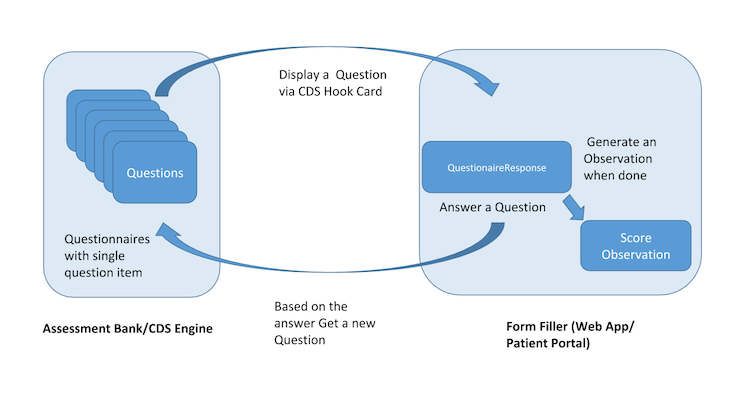 Display a Question
via CDS Hook Card
Questions
Questionnaires
with single
question item
Assessment Bank/CDS Engine
QuestionaireResponse
Generate an
Observation
when done
Answer a Question
Score
Observation
Based on the
answer Get a new
Question
Form Filler (Web App/
Patient Portal)